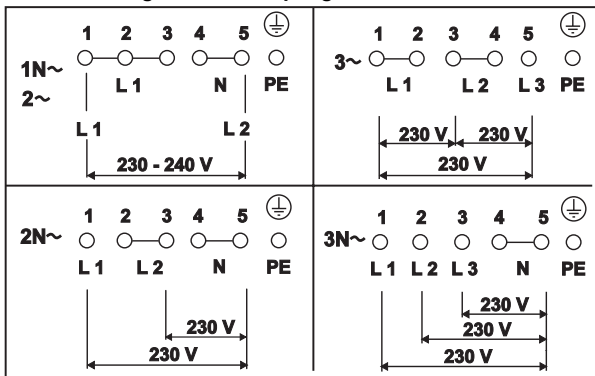 1 2 3 4 5
1N~
2~
L 1 N PE
L 1 L 2
230 - 240 V
1 2 3 4 5
3~
L 1 L 2 L 3 PE
230 V 230 V
230 V
1 2 3 4 5
2N~
L 1 L 2 N PE
230 V
230 V
1 2 3 4 5
3N~
L 1 L 2 L 3 N PE
230 V
230 V
230 V